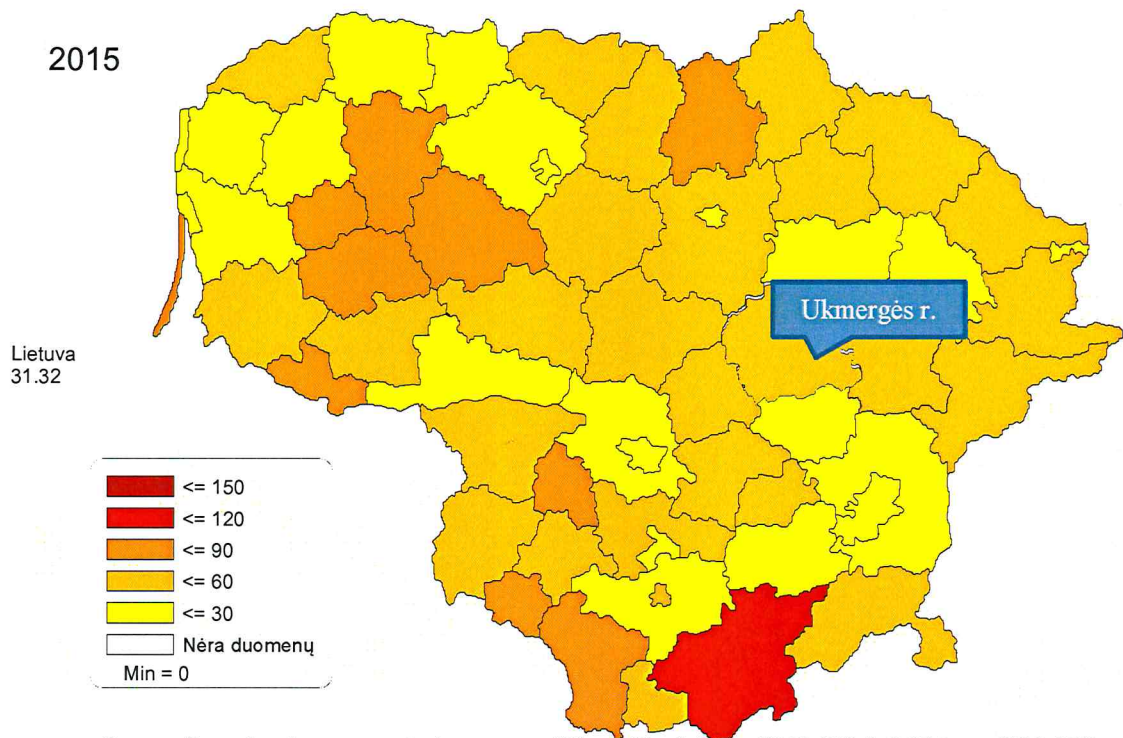 2015
Ukmergės r.
Lietuva
31.32
<= 150
<= 120
<= 90
<= 60
<= 30
Nėra duomenų
Min = 0